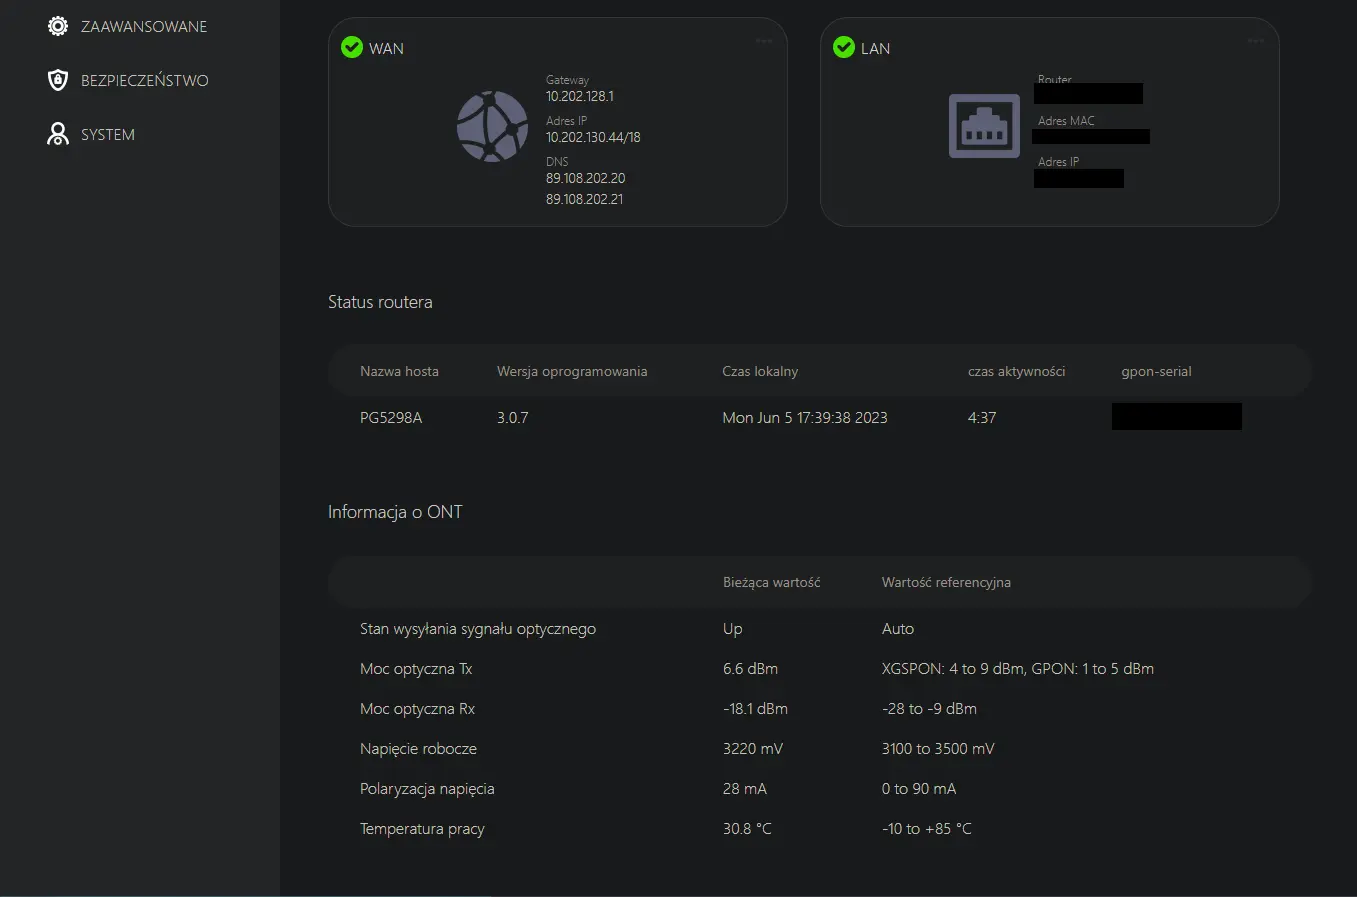 ZAAWANSOWANE
BEZPIECZEŃSTWO
SYSTEM
WAN
Gateway
10.202.128.1
Adres IP
10.202.130.44/18
DNS
89.108.202.20
89.108.202.21
LAN
Router
Adres MAC
Adres IP
Status routera
Nazwa hosta Wersja oprogramowania Czas lokalny czas aktywności gpon-serial
PG5298A 3.0.7 Mon Jun 5 17:39:38 2023 4:37
Informacja o ONT
Bieżąca wartość Wartość referencyjna
Stan wysyłania sygnału optycznego Up Auto
Moc optyczna Tx 6.6 dBm XGSPON: 4 to 9 dBm, GPON: 1 to 5 dBm
Moc optyczna Rx -18.1 dBm -28 to -9 dBm
Napięcie robocze 3220 mV 3100 to 3500 mV
Polaryzacja napięcia 28 mA 0 to 90 mA
Temperatura pracy 30.8 °C -10 to +85 °C